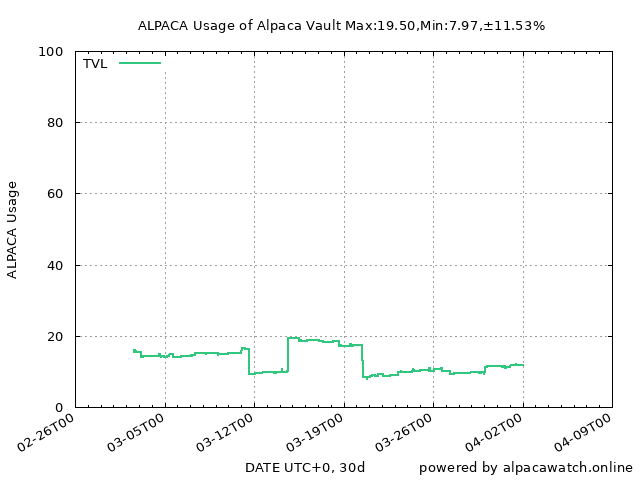 ALPACA Usage of Alpaca Vault Max:19.50,Min:7.97,±11.53%
100
TVL
80
60
ALPACA Usage
40
20
0
02-26T00
03-05T00
03-12T00
03-19T00
03-26T00
04-02T00
04-09T00
DATE UTC+0, 30d
powered by alpacawatch.online